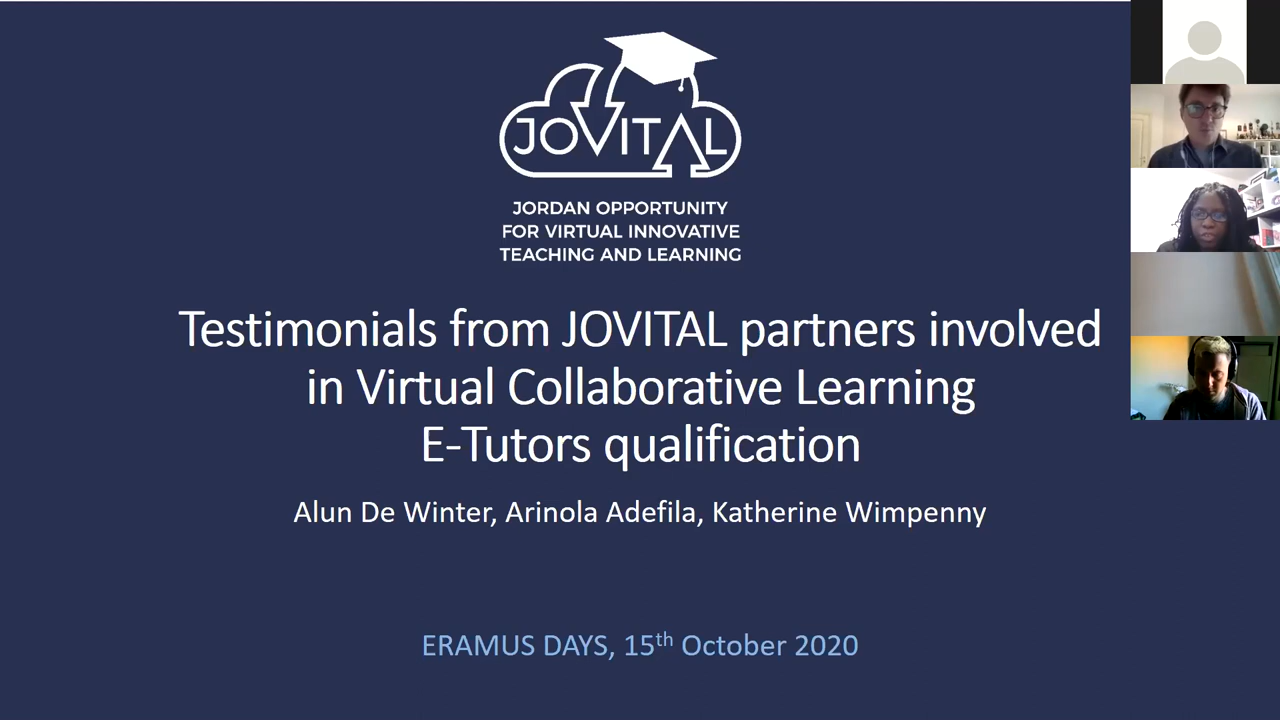 JOVITAL
JORDAN OPPORTUNITY
FOR VIRTUAL INNOVATIVE
TEACHING AND LEARNING
Testimonials from JOVITAL partners involved
in Virtual Collaborative Learning
E-Tutors qualification
Alun De Winter, Arinola Adefila, Katherine Wimpenny
ERAMUS DAYS, 15th October 2020